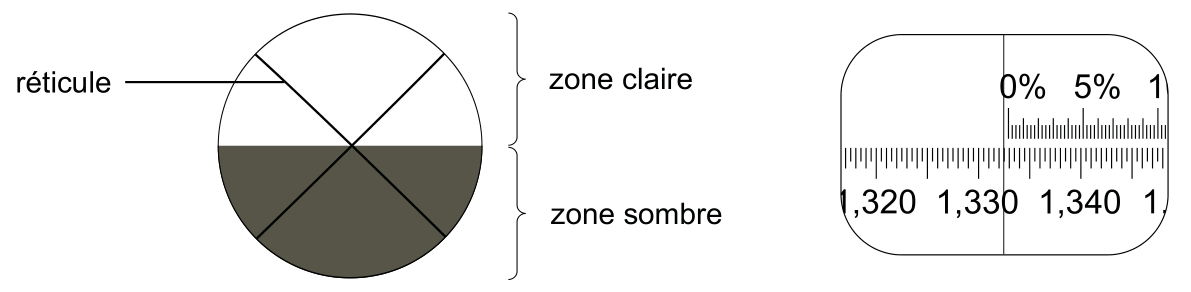 réticule
zone claire
zone sombre
0% 5% 1
1,320 1,330 1,340 1,